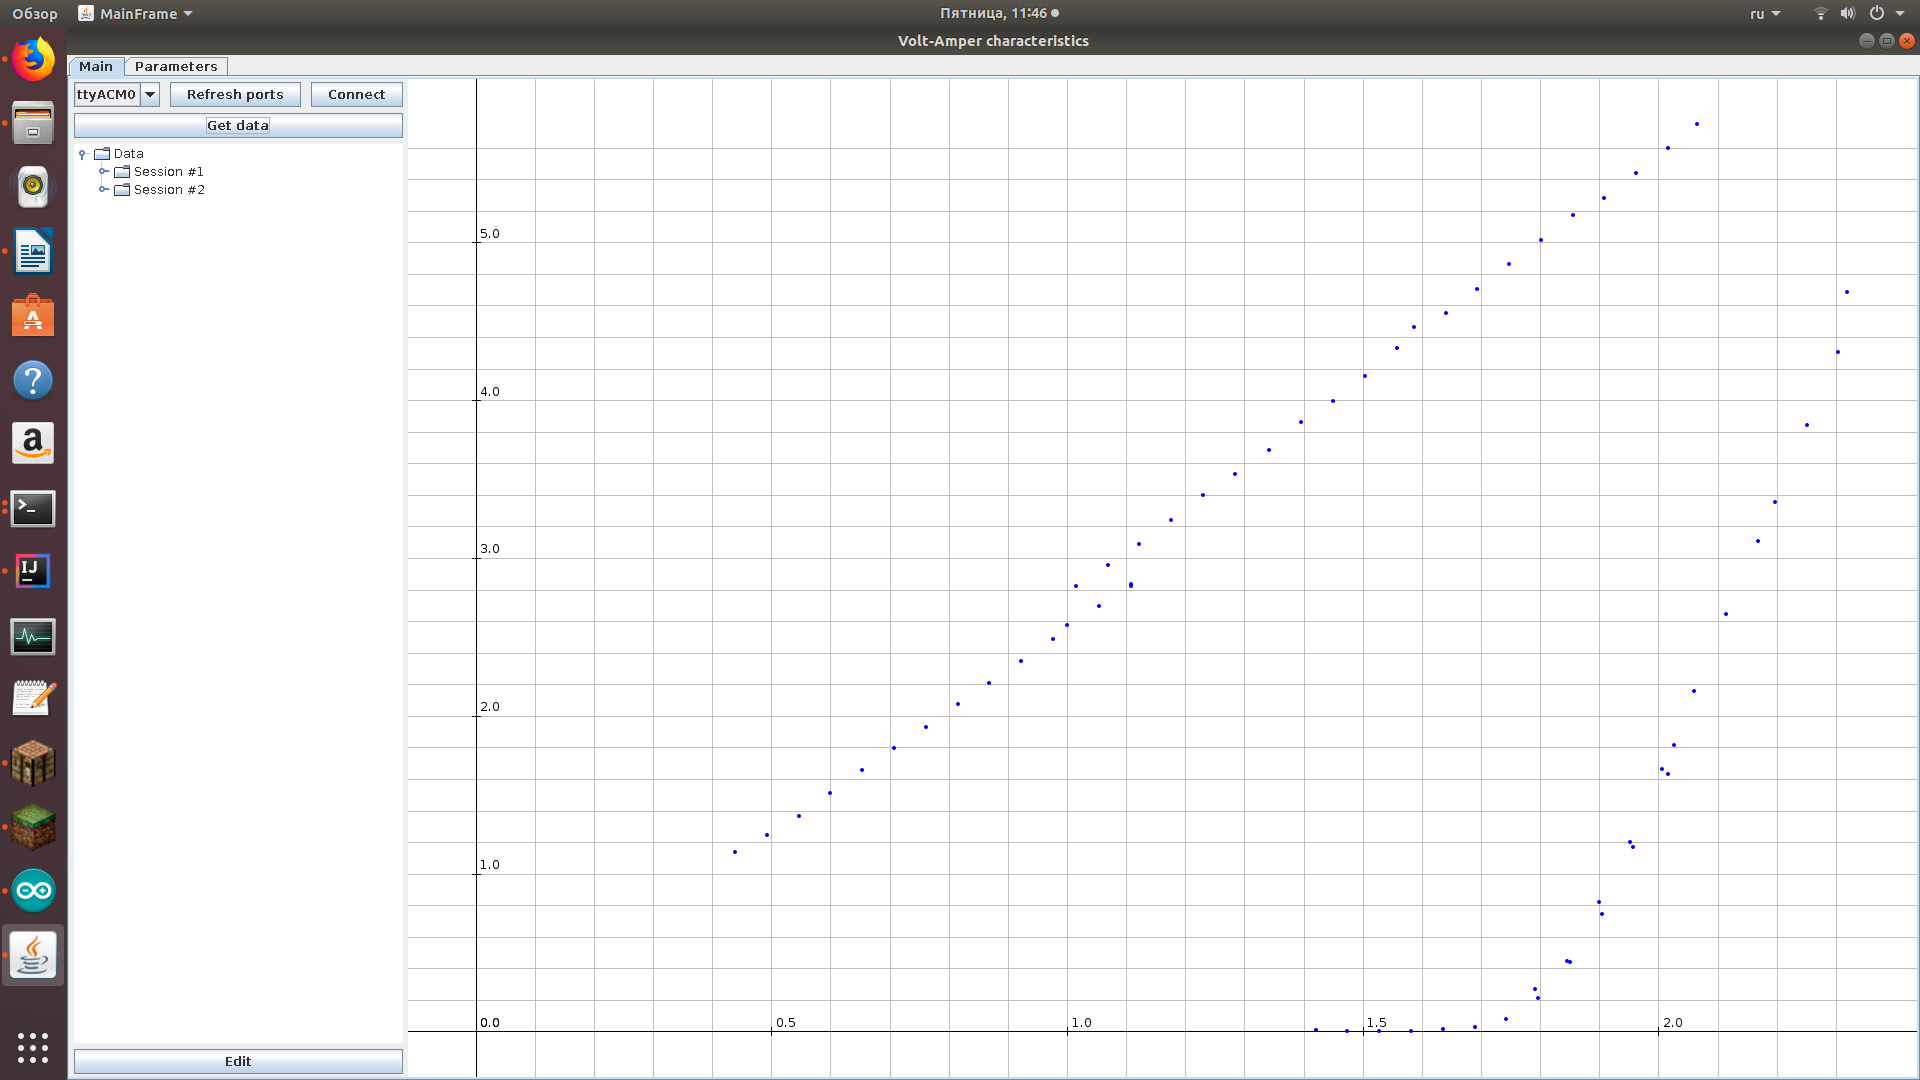 Обзор MainFrame Пятница, 11:46 ru
Volt-Amper characteristics
Main Parameters
ttyACM0 Refresh ports Connect
Get data
Data
Session #1
Session #2
5.0
4.0
3.0
2.0
1.0
0.0 0.5 1.0 1.5 2.0
Edit
?
A
a
>_
IJ